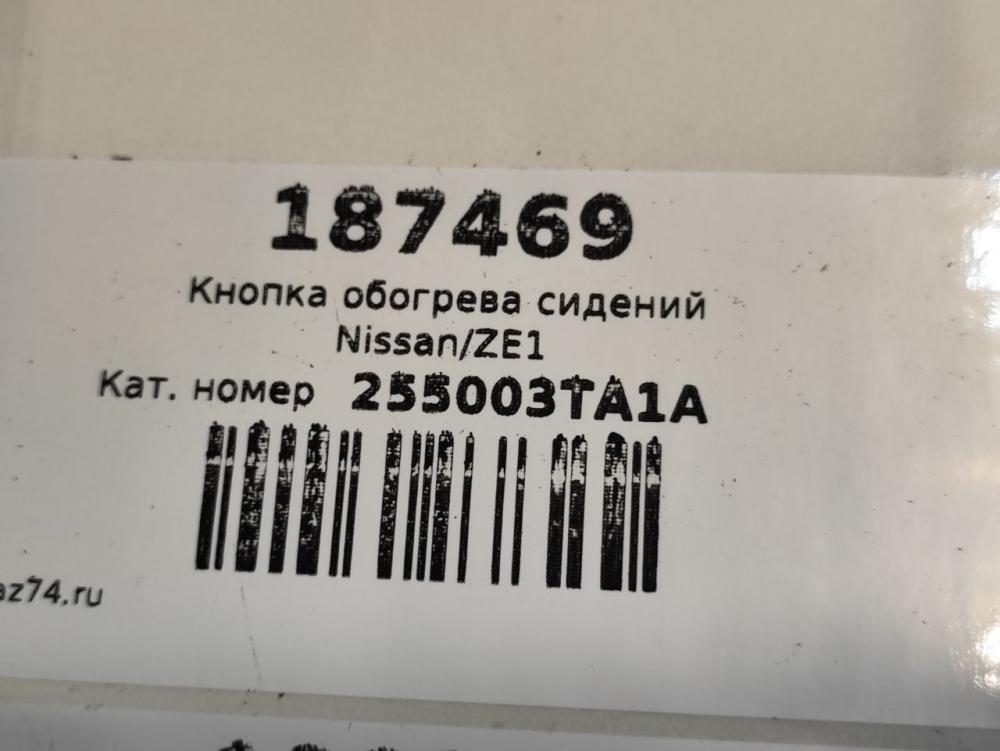 187469
Кнопка обогрева сидений
Nissan/ZE1
Кат. номер 255003TA1A
az74.ru